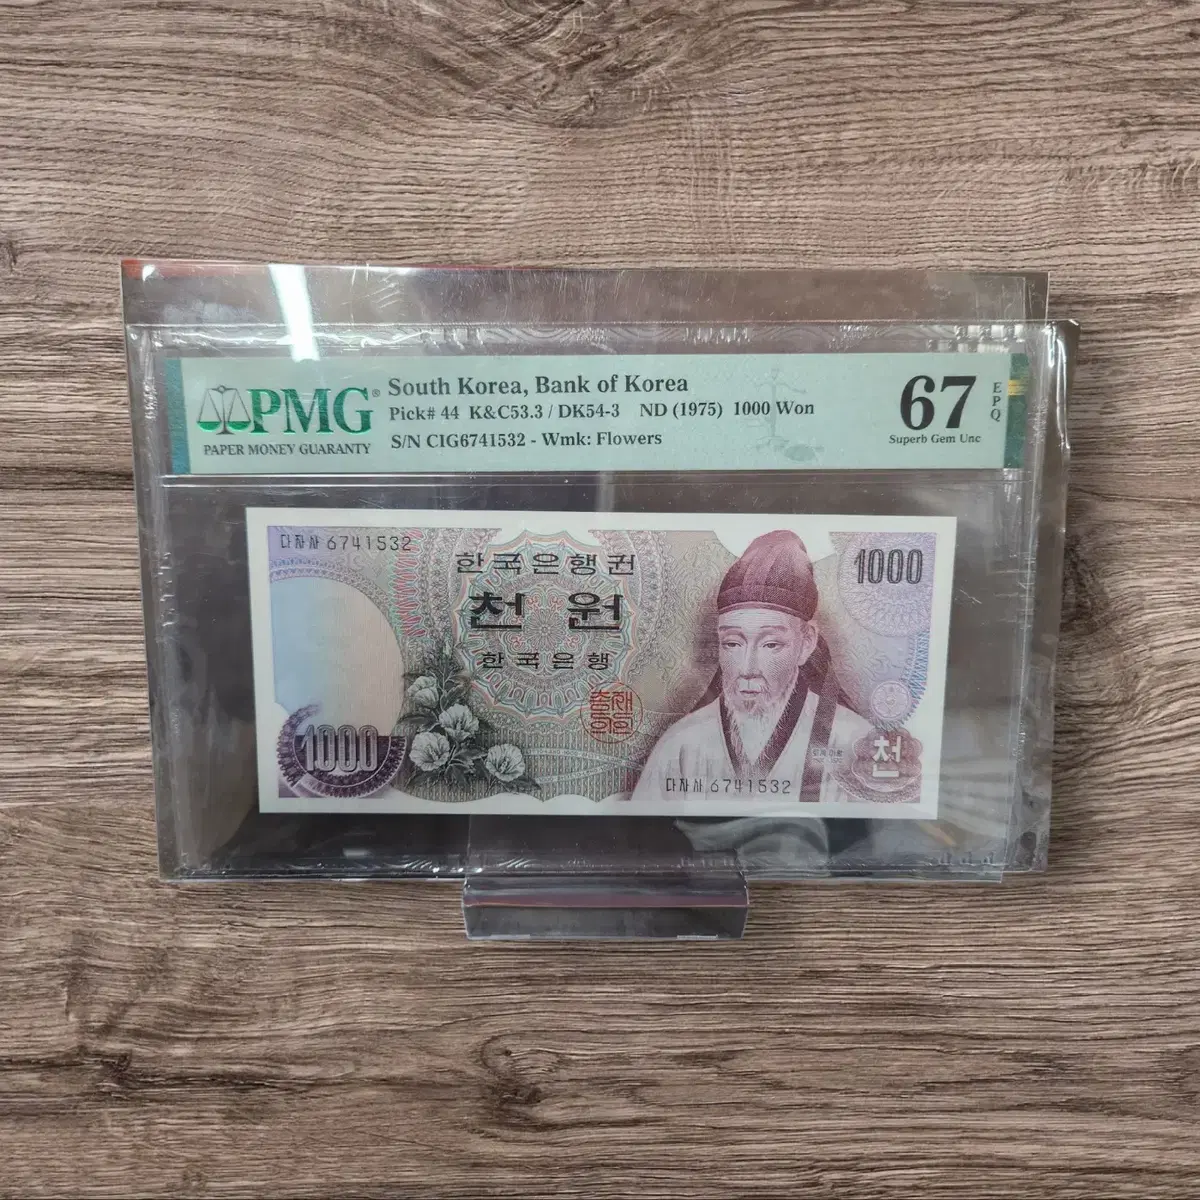 PMG®
PAPER MONEY GUARANTY
South Korea, Bank of Korea
Pick# 44 K&C53.3 / DK54-3 ND (1975) 1000 Won
S/N CIG6741532 - Wmk: Flowers
67
EPQ
Superb Gem Unc
다자사 6741532
한국은행권
천 원
한국은행
1000
1000
천
다자사 6741532